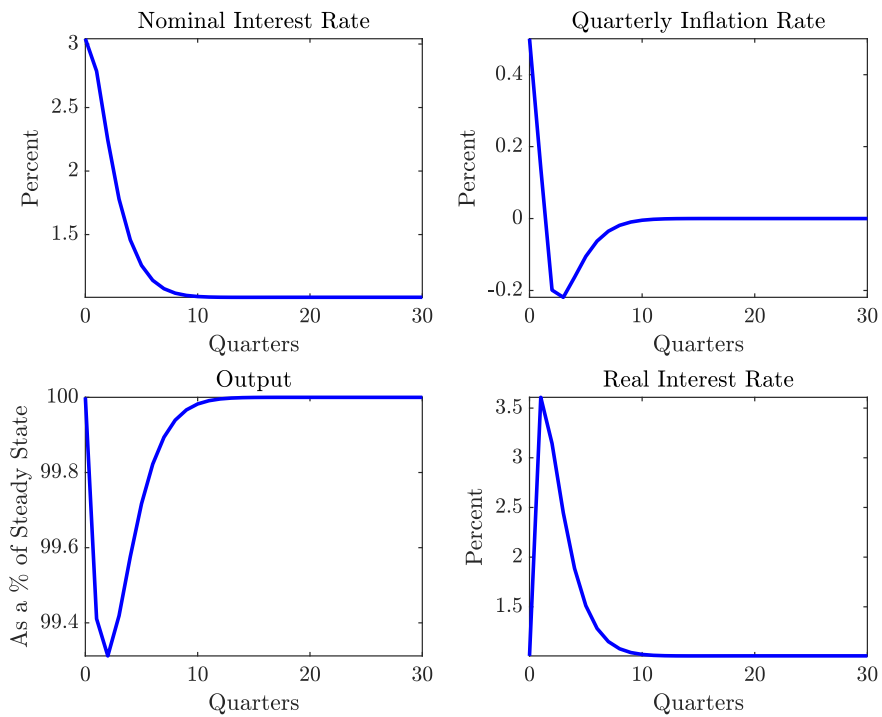 Nominal Interest Rate
3
2.5
2
1.5
Percent
0
10
20
30
Quarters
Quarterly Inflation Rate
0.4
0.2
0
-0.2
Percent
0
10
20
30
Quarters
Output
100
99.8
99.6
99.4
As a % of Steady State
0
10
20
30
Quarters
Real Interest Rate
3.5
3
2.5
2
1.5
Percent
0
10
20
30
Quarters